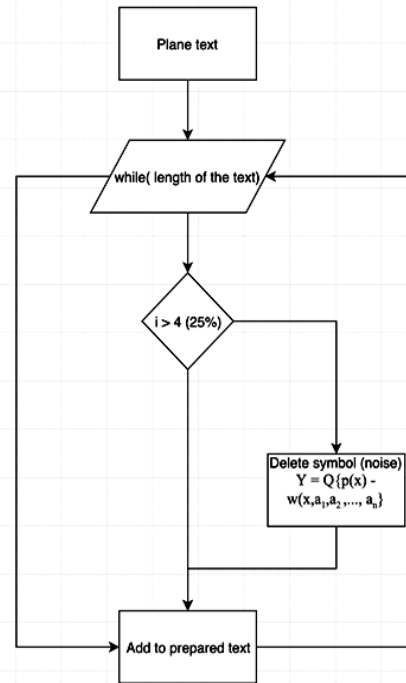 Plane text
while( length of the text)
i > 4 (25%)
Delete symbol (noise)
Y = Q{p(x) -
w(x,a₁,a₂,..., aₙ}
Add to prepared text